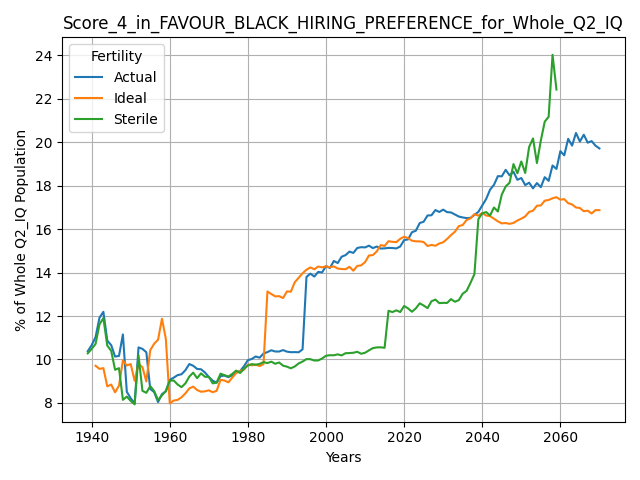 Score_4_in_FAVOUR_BLACK_HIRING_PREFERENCE_for_Whole_Q2_IQ
Fertility
Actual
Ideal
Sterile
% of Whole Q2_IQ Population
24
22
20
18
16
14
12
10
8
1940 1960 1980 2000 2020 2040 2060
Years